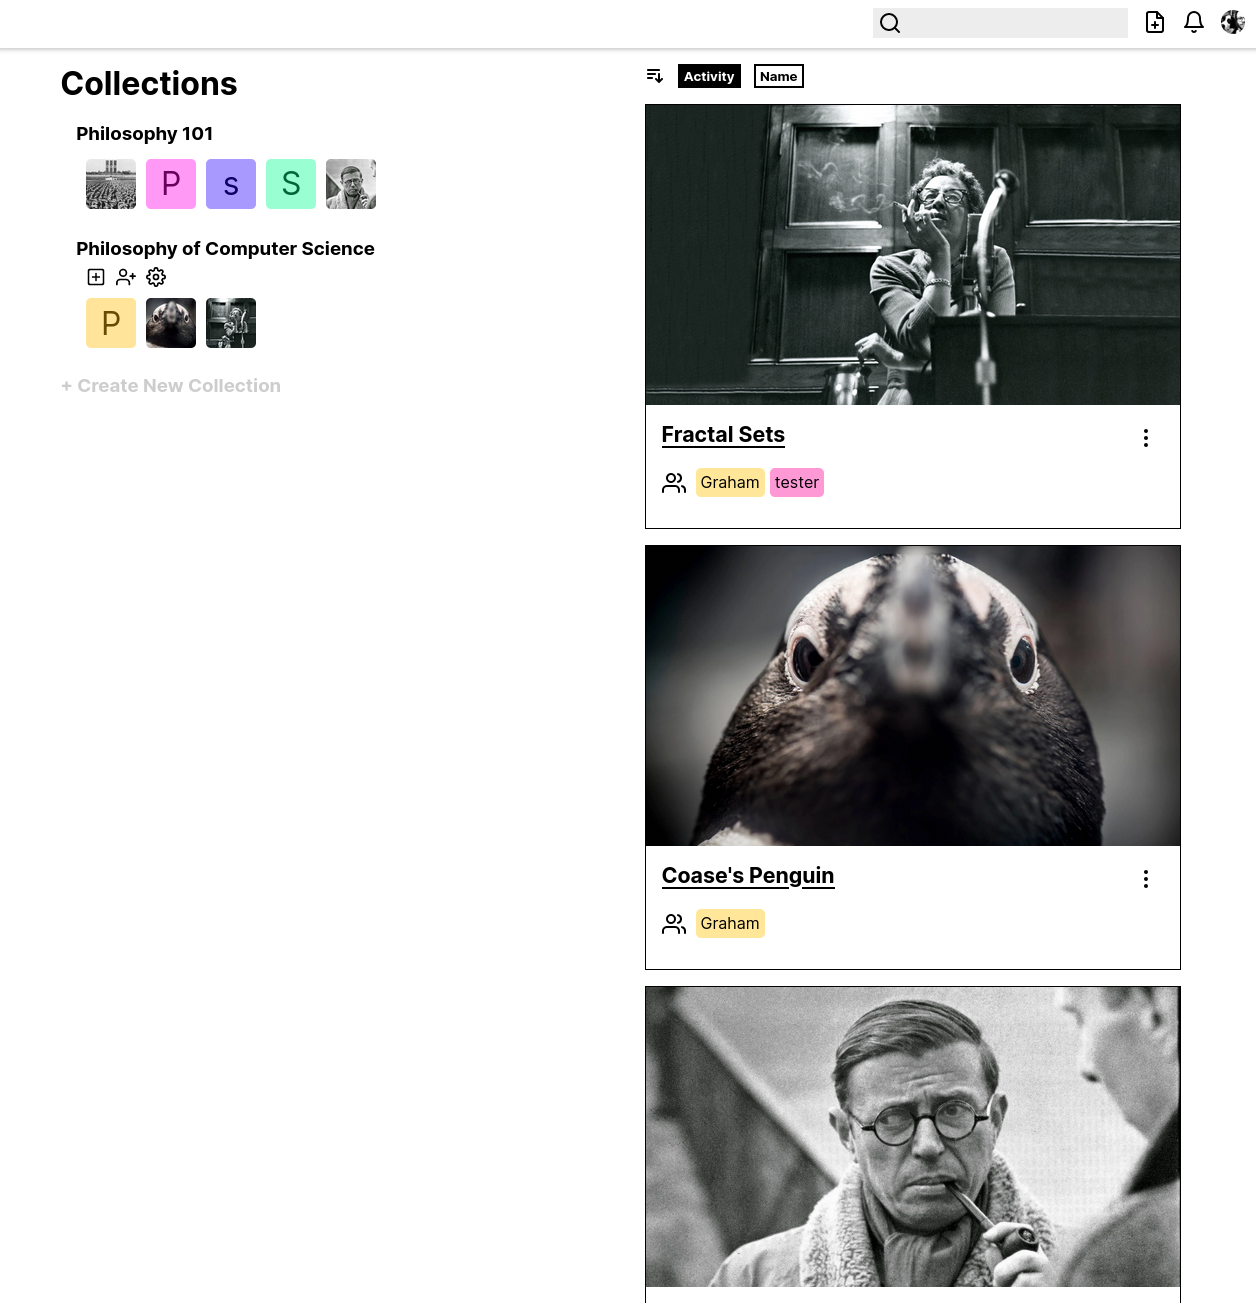 Collections
Philosophy 101
P
s
S
Philosophy of Computer Science
P
+ Create New Collection
Activity
Name
Fractal Sets
Graham
tester
Coase's Penguin
Graham